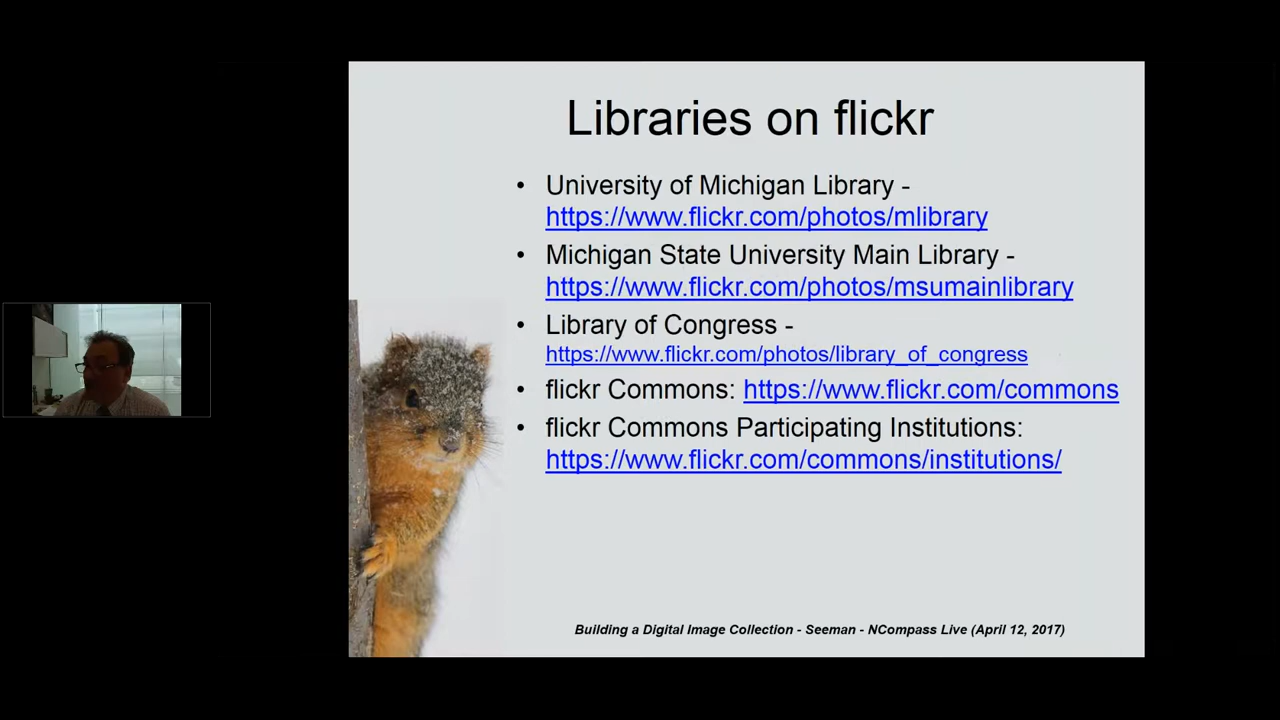 Libraries on flickr
• University of Michigan Library -
https://www.flickr.com/photos/mlibrary
• Michigan State University Main Library -
https://www.flickr.com/photos/msumainlibrary
• Library of Congress -
https://www.flickr.com/photos/library_of_congress
• flickr Commons: https://www.flickr.com/commons
• flickr Commons Participating Institutions:
https://www.flickr.com/commons/institutions/
Building a Digital Image Collection - Seeman - NCompass Live (April 12, 2017)